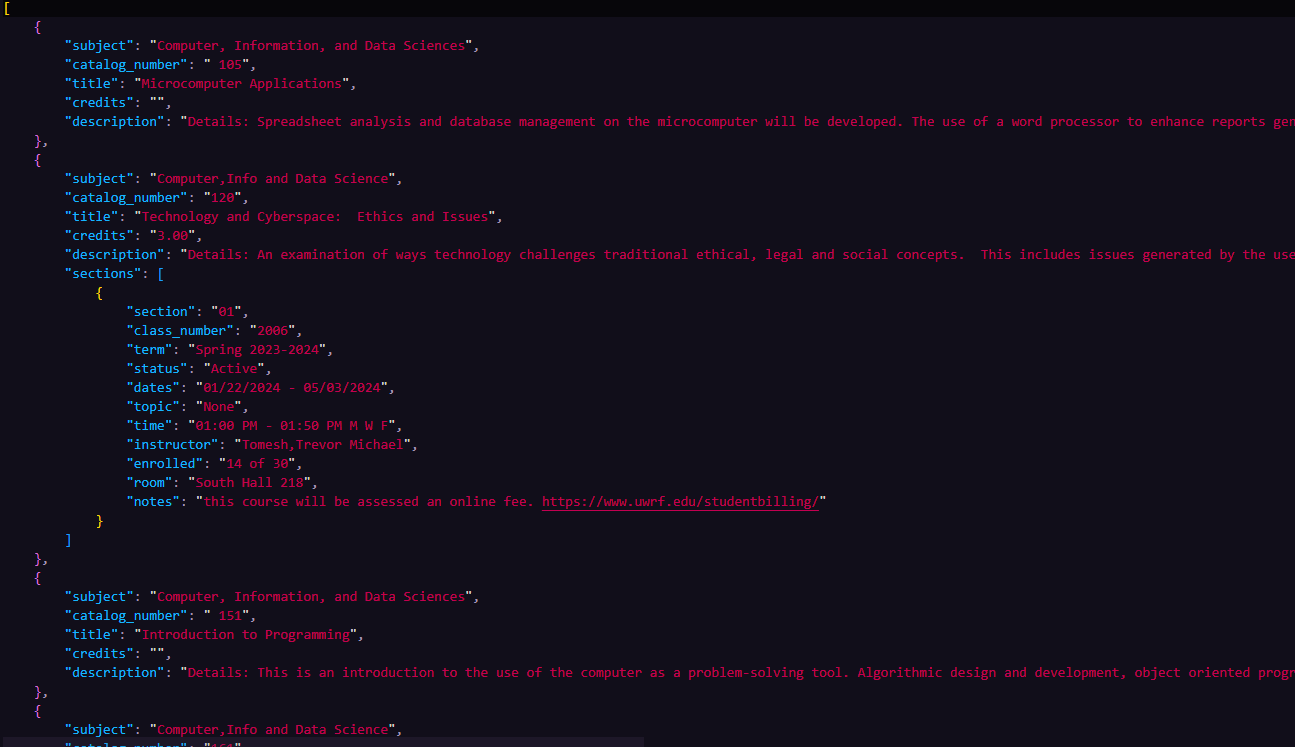 [
{
"subject": "Computer, Information, and Data Sciences",
"catalog_number": " 105",
"title": "Microcomputer Applications",
"credits": "",
"description": "Details: Spreadsheet analysis and database management on the microcomputer will be developed. The use of a word processor to enhance reports gen
},
{
"subject": "Computer,Info and Data Science",
"catalog_number": "120",
"title": "Technology and Cyberspace:  Ethics and Issues",
"credits": "3.00",
"description": "Details: An examination of ways technology challenges traditional ethical, legal and social concepts.  This includes issues generated by the use
"sections": [
{
"section": "01",
"class_number": "2006",
"term": "Spring 2023-2024",
"status": "Active",
"dates": "01/22/2024 - 05/03/2024",
"topic": "None",
"time": "01:00 PM - 01:50 PM M W F",
"instructor": "Tomesh,Trevor Michael",
"enrolled": "14 of 30",
"room": "South Hall 218",
"notes": "this course will be assessed an online fee. https://www.uwrf.edu/studentbilling/"
}
]
},
{
"subject": "Computer, Information, and Data Sciences",
"catalog_number": " 151",
"title": "Introduction to Programming",
"credits": "",
"description": "Details: This is an introduction to the use of the computer as a problem-solving tool. Algorithmic design and development, object oriented progr
},
{
"subject": "Computer,Info and Data Science",
"catalog_number": "161"